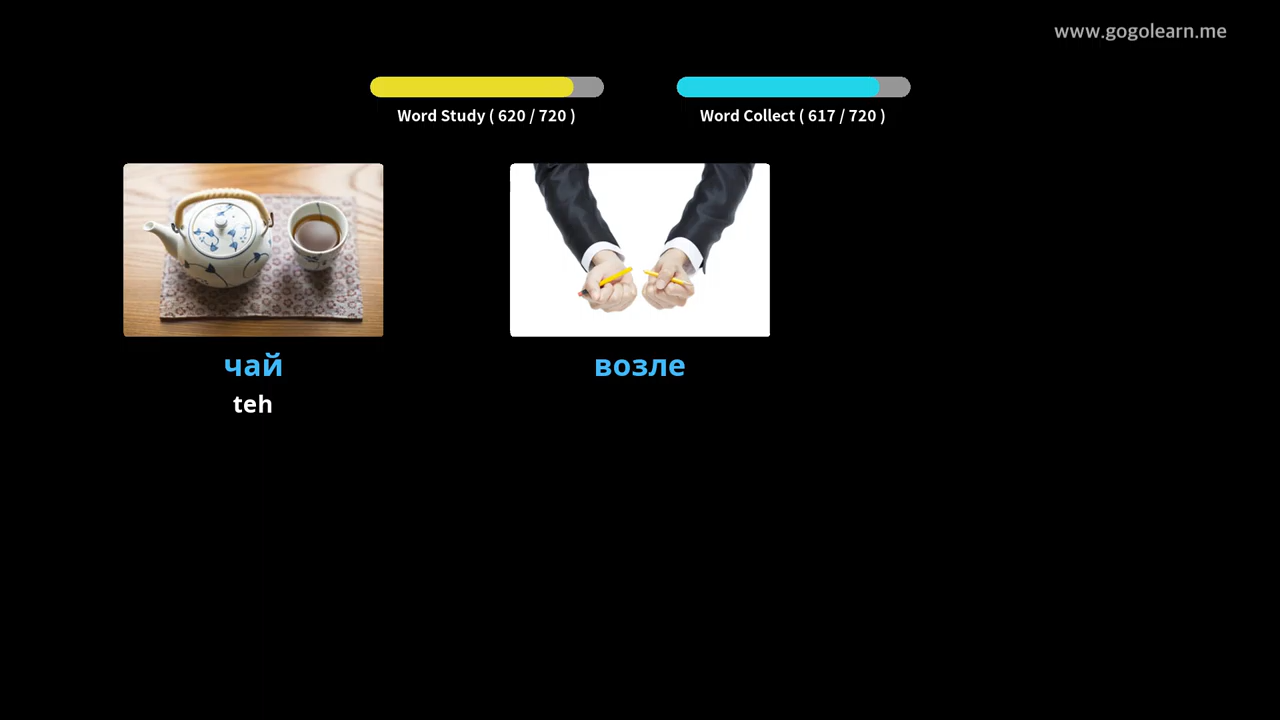 www.gogolearn.me
Word Study ( 620 / 720 )
Word Collect ( 617 / 720 )
чай
teh
возле